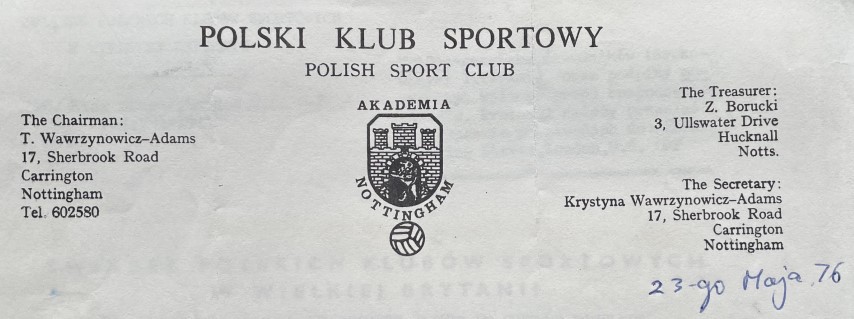 POLSKI KLUB SPORTOWY
POLISH SPORT CLUB
AKADEMIA
NOTTINGHAM
The Chairman:
T. Wawrzynowicz–Adams
17, Sherbrook Road
Carrington
Nottingham
Tel. 602580
The Treasurer:
Z. Borucki
3, Ullswater Drive
Hucknall
Notts.
The Secretary:
Krystyna Wawrzynowicz–Adams
17, Sherbrook Road
Carrington
Nottingham
23-go Maja, 76